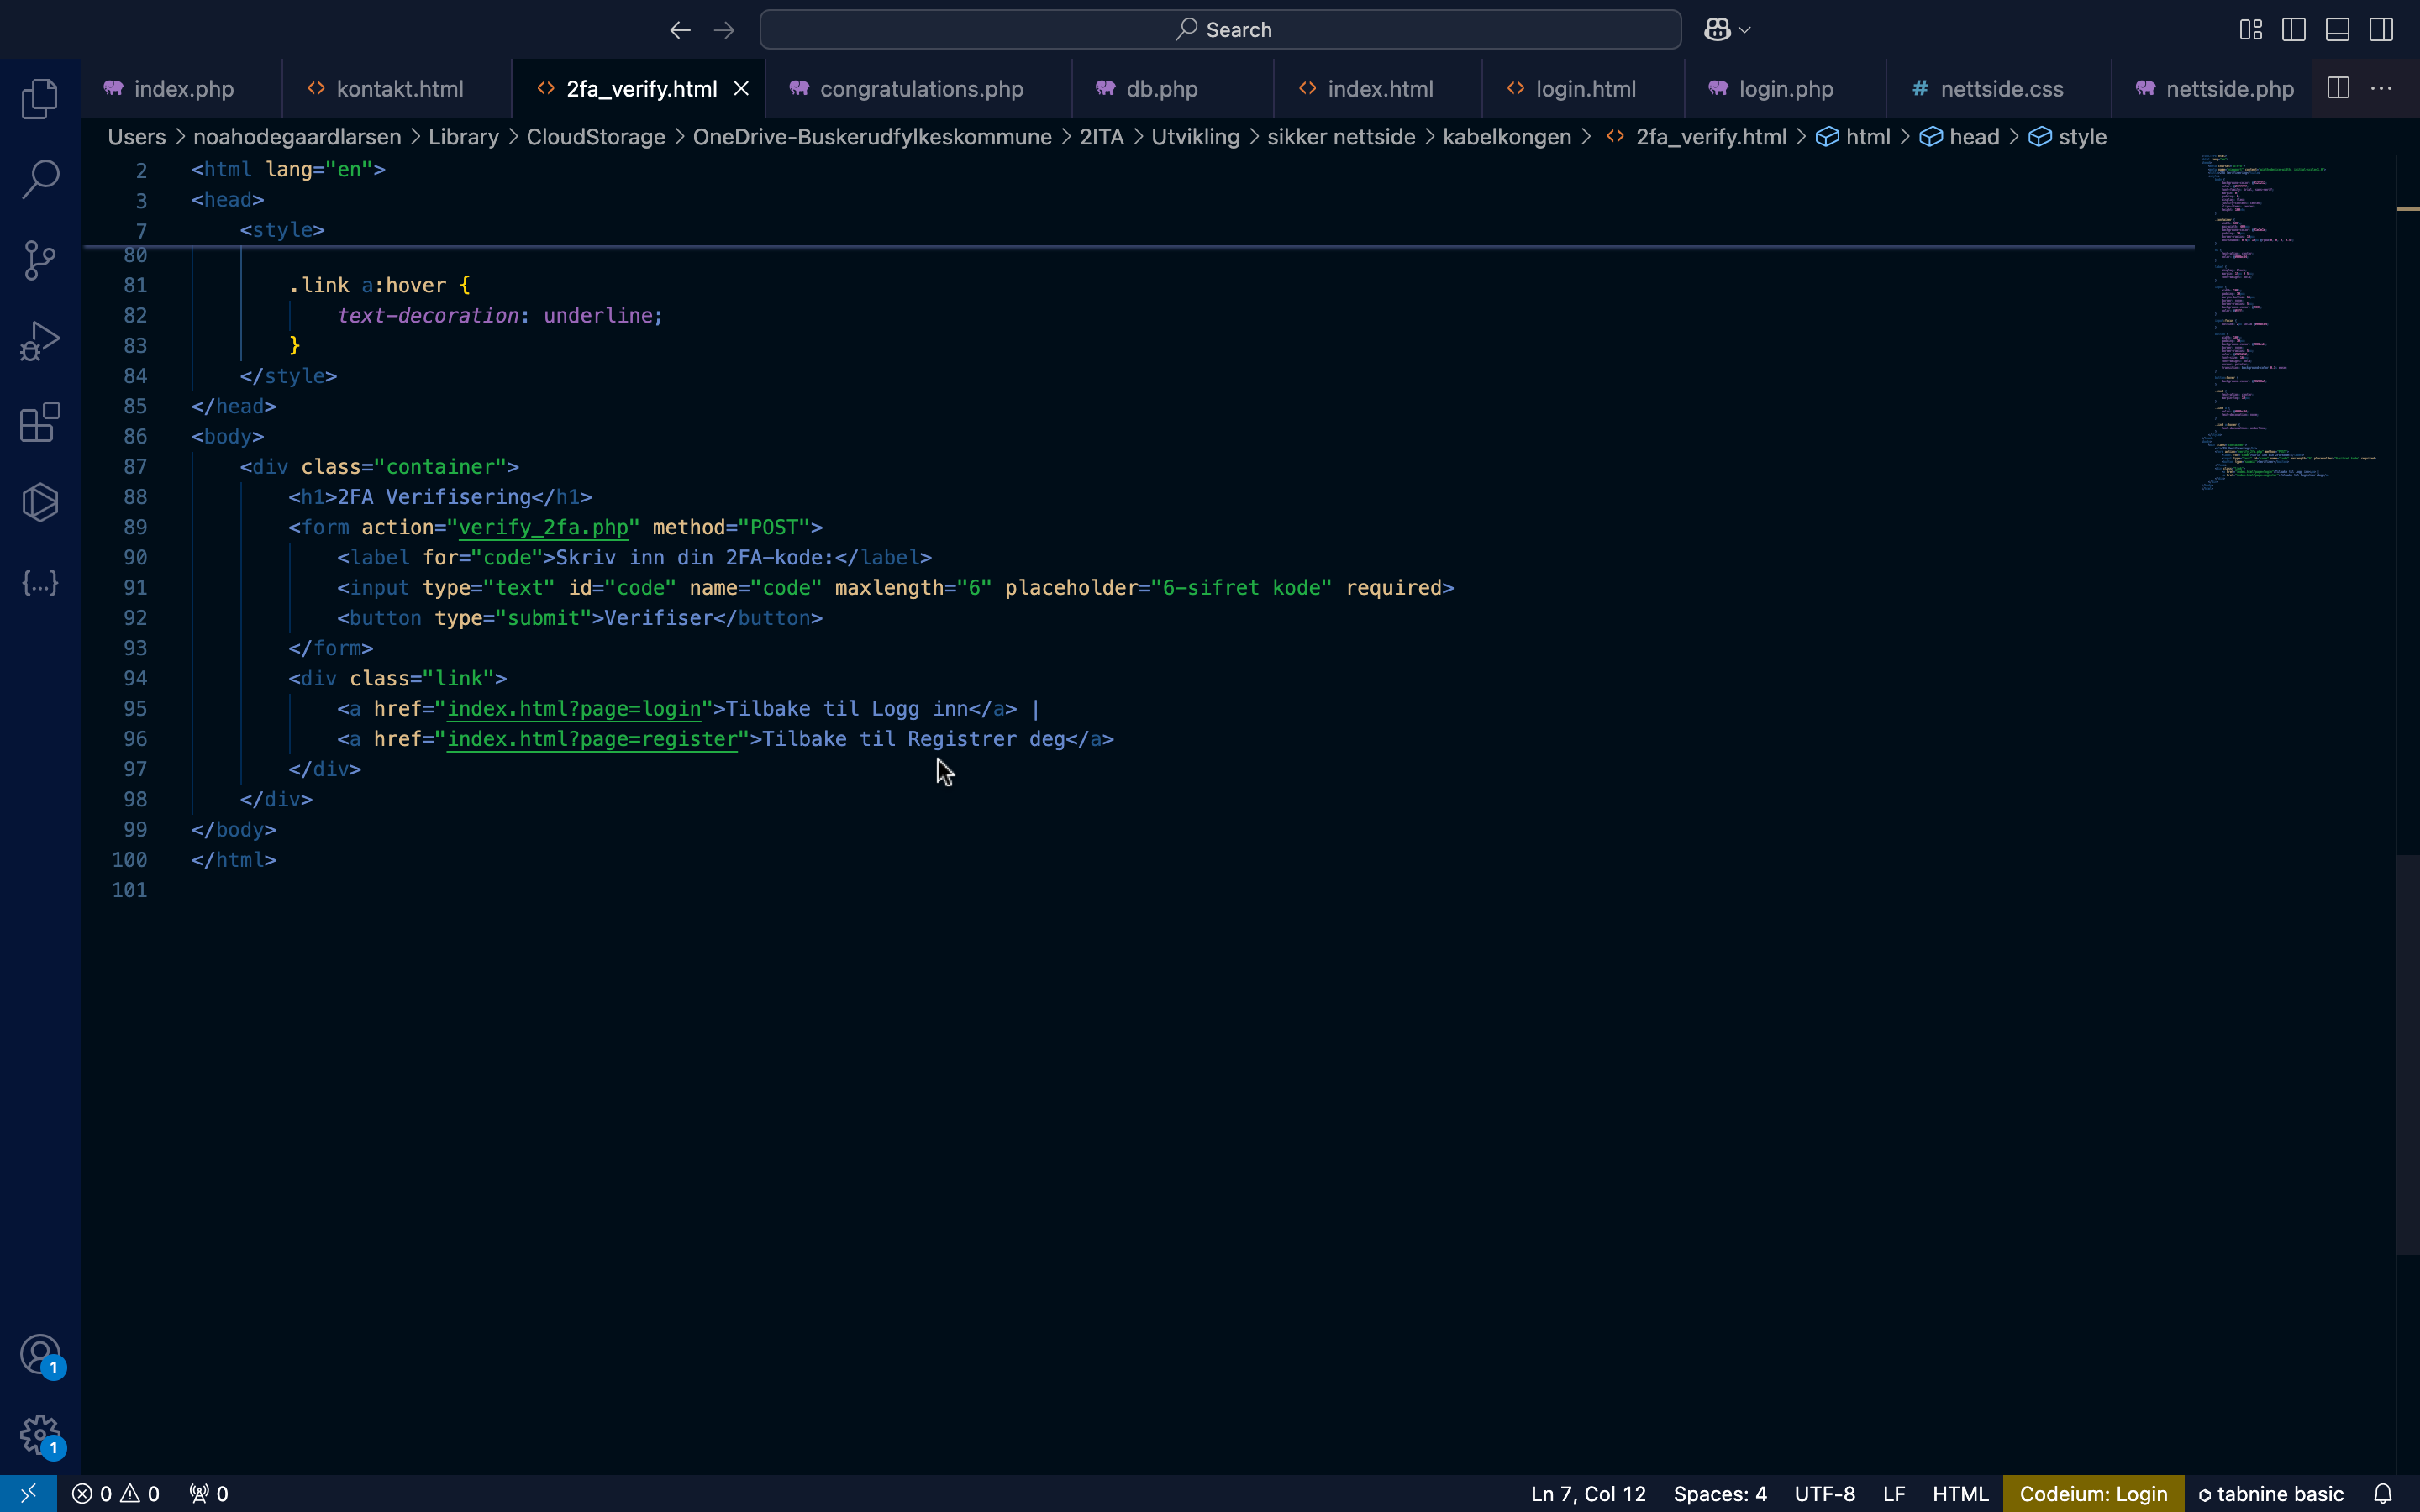 Search
index.php
kontakt.html
2fa_verify.html
congratulations.php
db.php
index.html
login.html
login.php
# nettside.css
nettside.php
Users > noahodegaardlarsen > Library > CloudStorage > OneDrive-Buskerudfylkeskommune > 2ITA > Utvikling > sikker nettside > kabelkongen > 2fa_verify.html > html > head > style
2 <html lang="en">
3 <head>
7 <style>
80
81 .link a:hover {
82 text-decoration: underline;
83 }
84 </style>
85 </head>
86 <body>
87 <div class="container">
88 <h1>2FA Verifisering</h1>
89 <form action="verify_2fa.php" method="POST">
90 <label for="code">Skriv inn din 2FA-kode:</label>
91 <input type="text" id="code" name="code" maxlength="6" placeholder="6-sifret kode" required>
92 <button type="submit">Verifiser</button>
93 </form>
94 <div class="link">
95 <a href="index.html?page=login">Tilbake til Logg inn</a> |
96 <a href="index.html?page=register">Tilbake til Registrer deg</a>
97 </div>
98 </div>
99 </body>
100 </html>
101
1
1
0 0 0
Ln 7, Col 12 Spaces: 4 UTF-8 LF HTML Codeium: Login tabnine basic